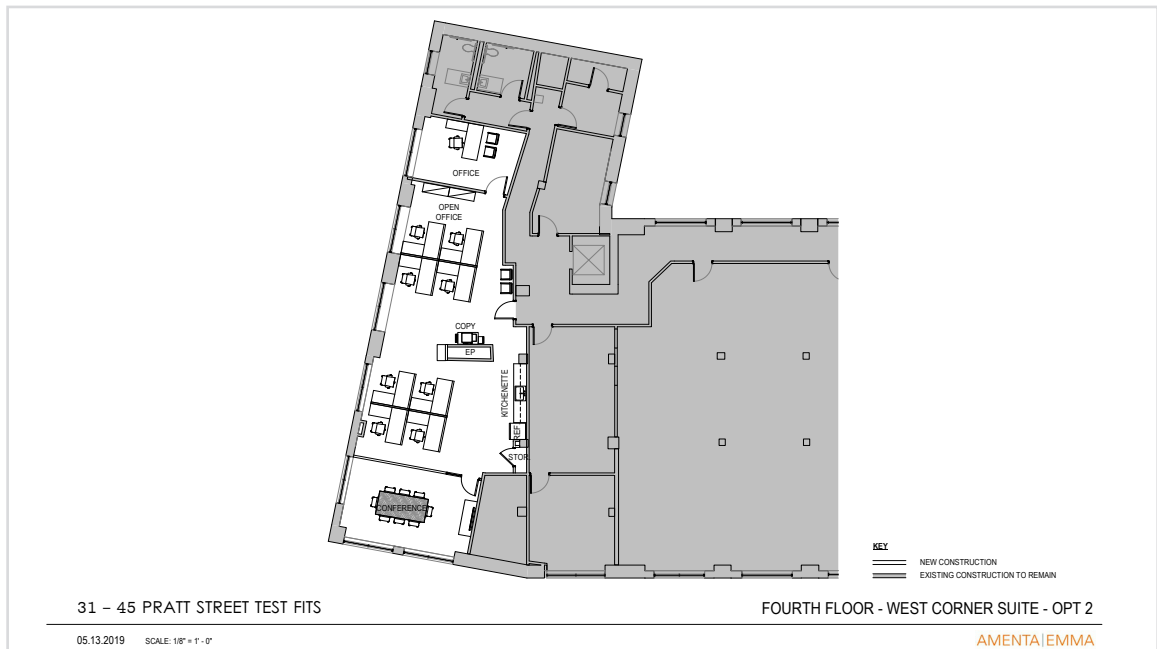 OFFICE
OPEN
OFFICE
COPY
EP
KITCHENETTE
REF
STOR.
CONFERENCE
KEY
NEW CONSTRUCTION
EXISTING CONSTRUCTION TO REMAIN
31 – 45 PRATT STREET TEST FITS
FOURTH FLOOR - WEST CORNER SUITE - OPT 2
05.13.2019 SCALE: 1/8" = 1' - 0"
AMENTA|EMMA